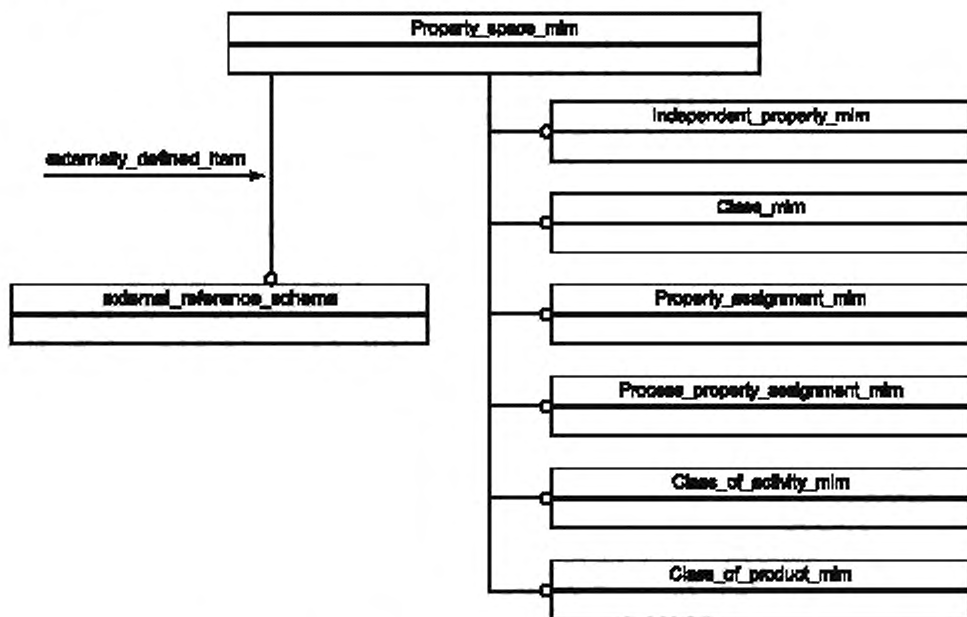 Property_space_mim
Independent_property_mim
externally_defined_item
Class_mim
external_reference_schema
Property_assignment_mim
Process_property_assignment_mim
Class_of_activity_mim
Class_of_product_mim